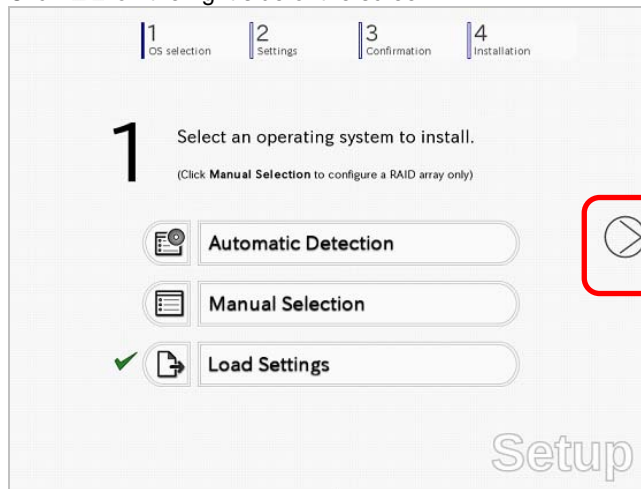 1 2 3 4
OS selection Settings Confirmation Installation
1 Select an operating system to install.
(Click Manual Selection to configure a RAID array only)
Automatic Detection
Manual Selection
Load Settings
Setup